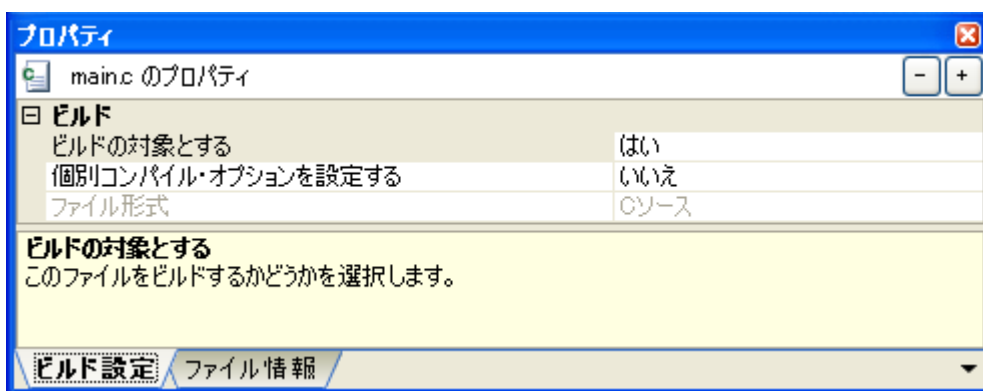 プロパティ
main.c のプロパティ
ビルド
ビルドの対象とする はい
個別コンパイル・オプションを設定する いいえ
ファイル形式 Cソース
ビルドの対象とする
このファイルをビルドするかどうかを選択します。
ビルド設定 ファイル情報